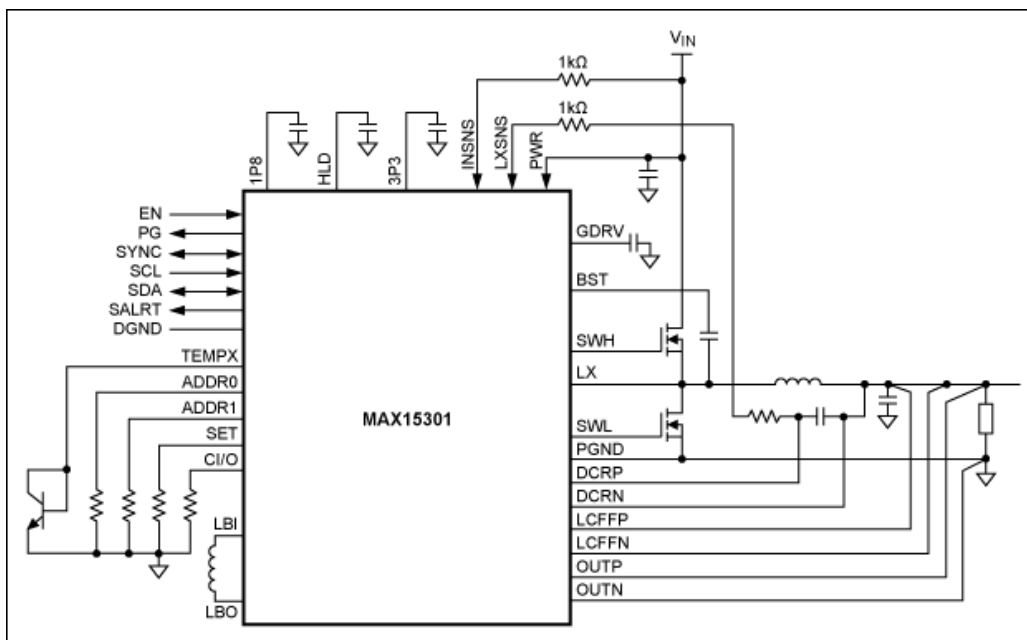 VIN
1kΩ
1kΩ
1P8
HLD
3P3
INSNS
LXSNS
PWR
EN
PG
SYNC
SCL
SDA
SALRT
DGND
TEMPX
ADDR0
ADDR1
SET
CI/O
LBI
LBO
MAX15301
GDRV
BST
SWH
LX
SWL
PGND
DCRP
DCRN
LCFFP
LCFFN
OUTP
OUTN